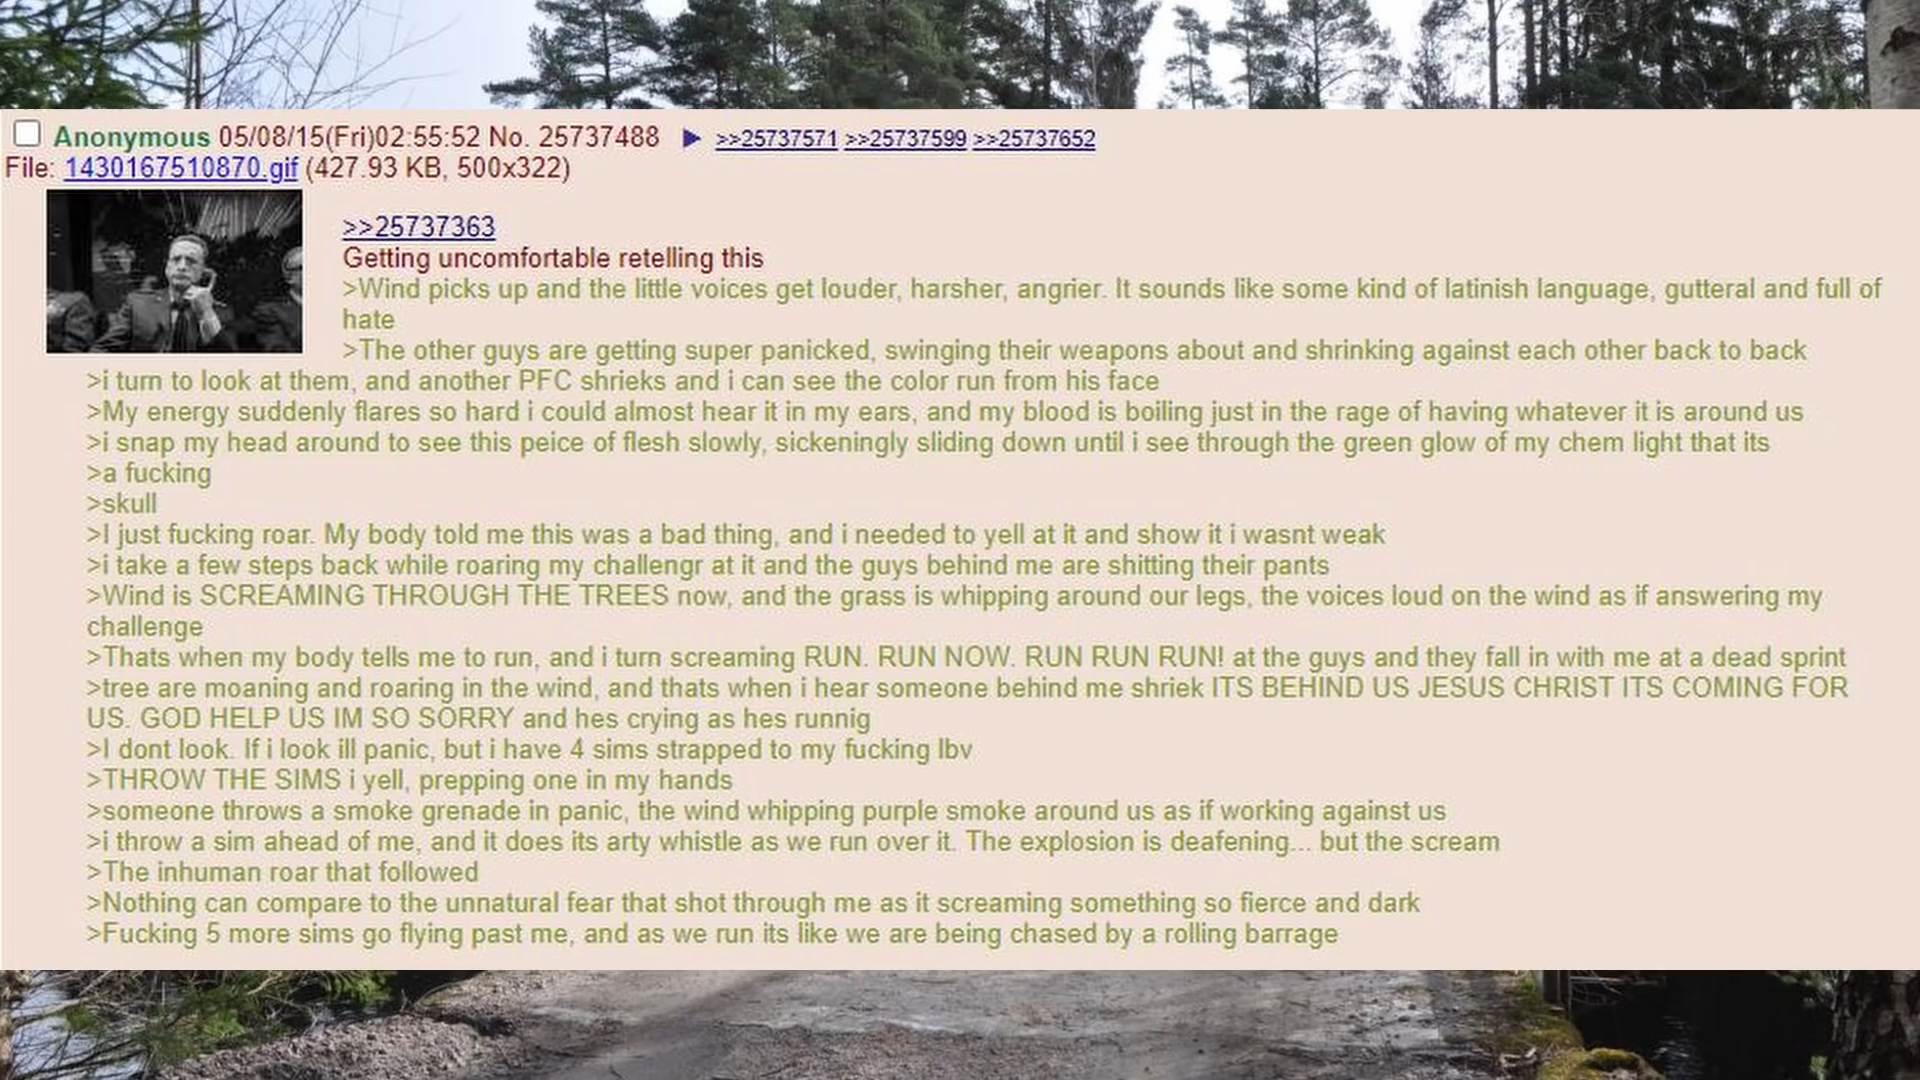 Anonymous 05/08/15(Fri)02:55:52 No. 25737488 ▶ >>25737571 >>25737599 >>25737652
File: 1430167510870.gif (427.93 KB, 500x322)
>>25737363
Getting uncomfortable retelling this
>Wind picks up and the little voices get louder, harsher, angrier. It sounds like some kind of latinish language, gutteral and full of
hate
>The other guys are getting super panicked, swinging their weapons about and shrinking against each other back to back
>i turn to look at them, and another PFC shrieks and i can see the color run from his face
>My energy suddenly flares so hard i could almost hear it in my ears, and my blood is boiling just in the rage of having whatever it is around us
>i snap my head around to see this peice of flesh slowly, sickeningly sliding down until i see through the green glow of my chem light that its
>a fucking
>skull
>I just fucking roar. My body told me this was a bad thing, and i needed to yell at it and show it i wasnt weak
>i take a few steps back while roaring my challengr at it and the guys behind me are shitting their pants
>Wind is SCREAMING THROUGH THE TREES now, and the grass is whipping around our legs, the voices loud on the wind as if answering my
challenge
>Thats when my body tells me to run, and i turn screaming RUN. RUN NOW. RUN RUN RUN! at the guys and they fall in with me at a dead sprint
>tree are moaning and roaring in the wind, and thats when i hear someone behind me shriek ITS BEHIND US JESUS CHRIST ITS COMING FOR
US. GOD HELP US IM SO SORRY and hes crying as hes runnig
>I dont look. If i look ill panic, but i have 4 sims strapped to my fucking lbv
>THROW THE SIMS i yell, prepping one in my hands
>someone throws a smoke grenade in panic, the wind whipping purple smoke around us as if working against us
>i throw a sim ahead of me, and it does its arty whistle as we run over it. The explosion is deafening... but the scream
>The inhuman roar that followed
>Nothing can compare to the unnatural fear that shot through me as it screaming something so fierce and dark
>Fucking 5 more sims go flying past me, and as we run its like we are being chased by a rolling barrage